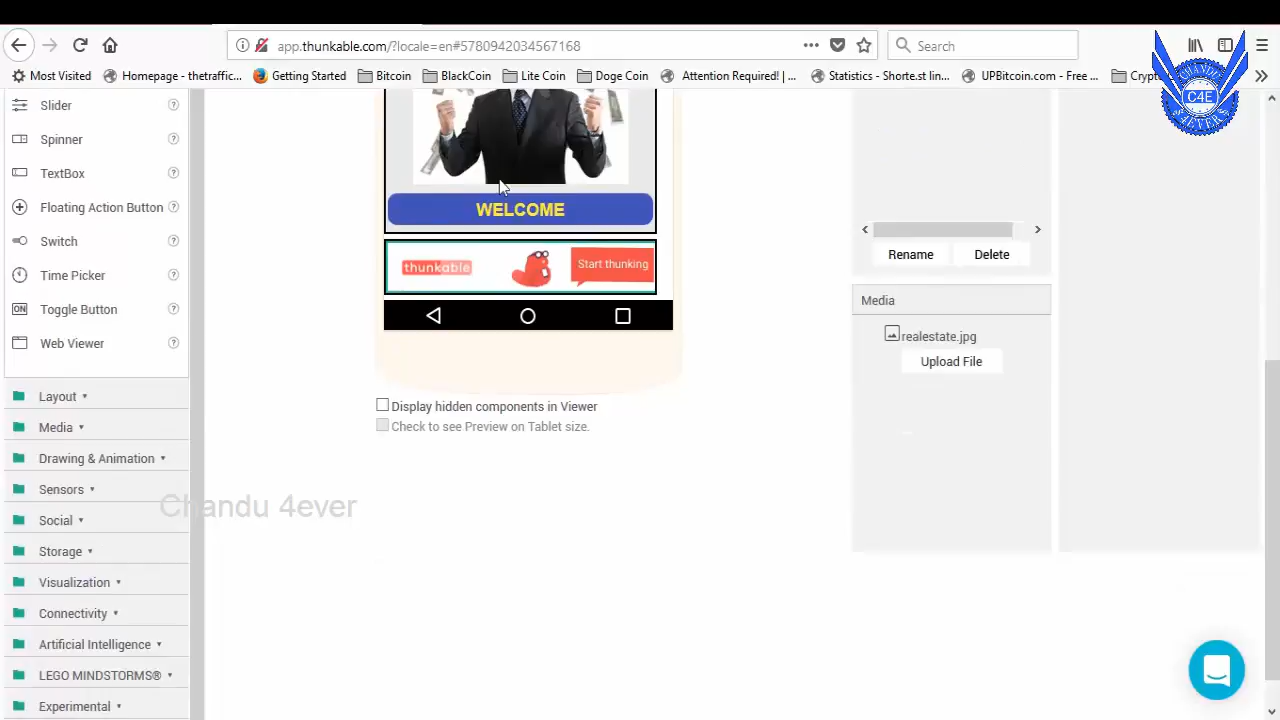 app.thunkable.com/?locale=en#5780942034567168
Search
Most Visited
Homepage - thetraffic...
Getting Started
Bitcoin
BlackCoin
Lite Coin
Doge Coin
Attention Required! | ...
Statistics - Shorte.st lin...
UPBitcoin.com - Free ...
C4E
Slider
Spinner
TextBox
Floating Action Button
Switch
Time Picker
ON
Toggle Button
Web Viewer
Layout
Media
Drawing & Animation
Sensors
Social
Storage
Visualization
Connectivity
Artificial Intelligence
LEGO MINDSTORMS®
Experimental
WELCOME
thunkable
Start thunking
Display hidden components in Viewer
Check to see Preview on Tablet size.
Chandu 4ever
Rename
Delete
Media
realestate.jpg
Upload File